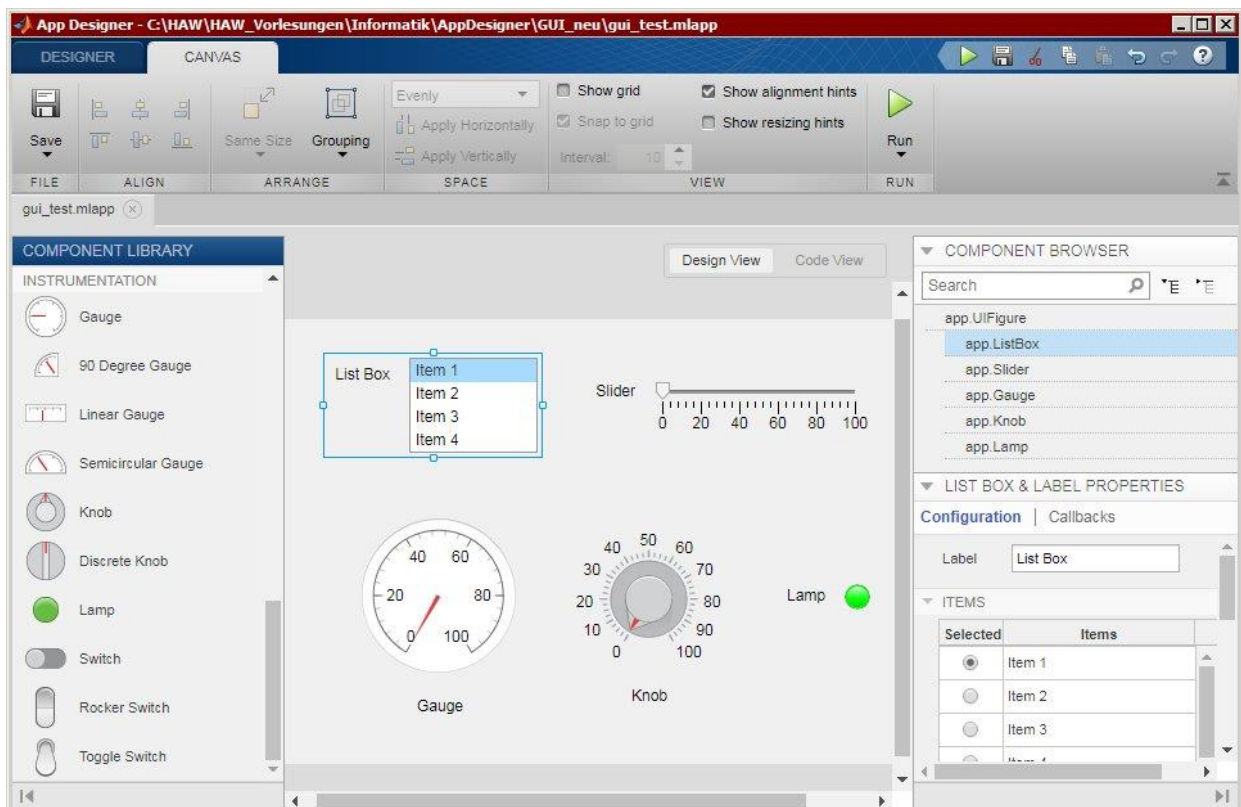 App Designer - C:\HAW\HAW_Vorlesungen\Informatik\AppDesigner\GUI_neu\gui_test.mlapp
DESIGNER CANVAS
Save
Same Size Grouping
Evenly
Apply Horizontally
Apply Vertically
Show grid Show alignment hints
Snap to grid Show resizing hints
Interval: 10
Run
FILE ALIGN ARRANGE SPACE VIEW RUN
gui_test.mlapp
COMPONENT LIBRARY
INSTRUMENTATION
Gauge
90 Degree Gauge
Linear Gauge
Semicircular Gauge
Knob
Discrete Knob
Lamp
Switch
Rocker Switch
Toggle Switch
Design View Code View
List Box
Item 1
Item 2
Item 3
Item 4
Slider
0 20 40 60 80 100
0 20 40 60 80 100
Gauge
0 10 20 30 40 50 60 70 80 90 100
Knob
Lamp
COMPONENT BROWSER
Search
app.UIFigure
app.ListBox
app.Slider
app.Gauge
app.Knob
app.Lamp
LIST BOX & LABEL PROPERTIES
Configuration | Callbacks
Label List Box
ITEMS
Selected Items
Item 1
Item 2
Item 3
Item 4